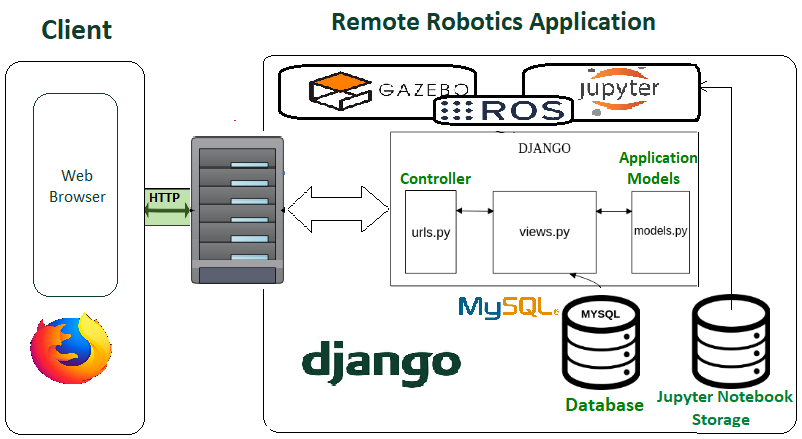 Client
Remote Robotics Application
GAZEBO
ROS
jupyter
Web
Browser
HTTP
DJANGO
Controller
Application
Models
urls.py
views.py
models.py
MySQL
MYSQL
django
Database
Jupyter Notebook
Storage